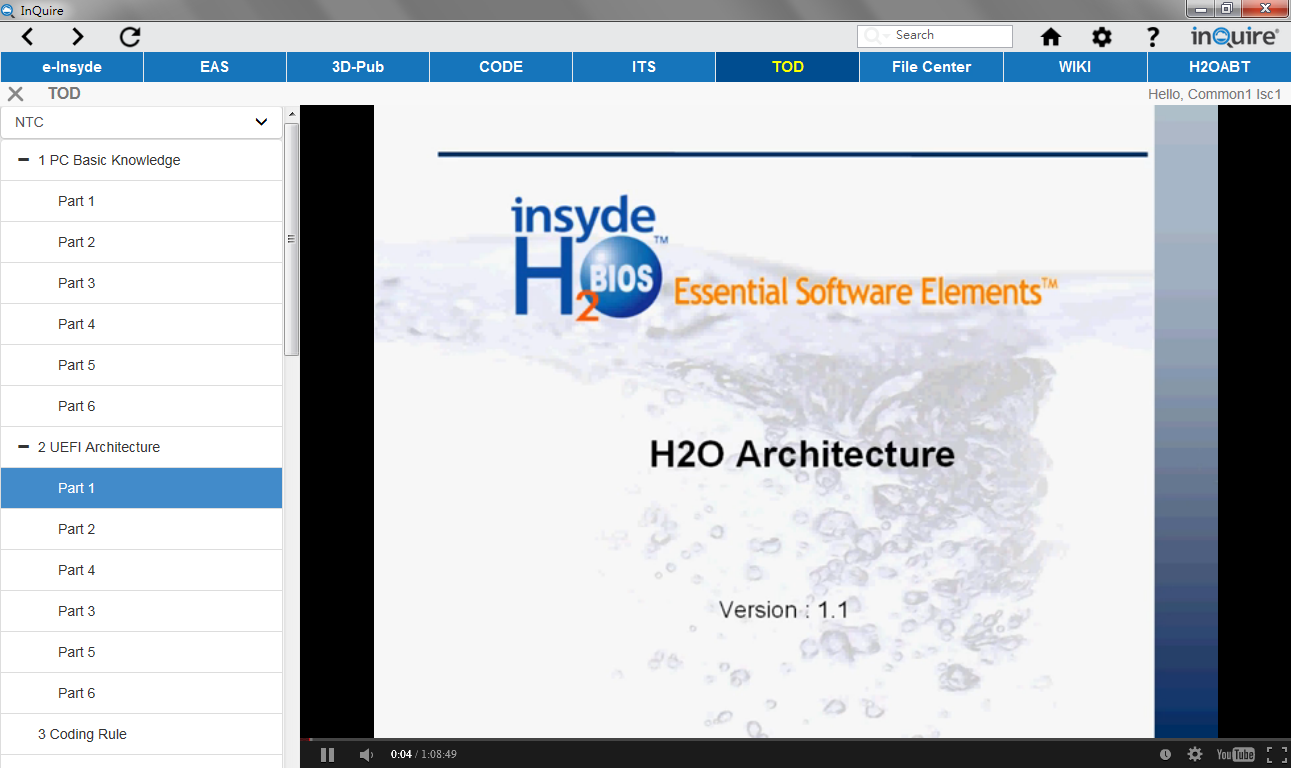 InQuire
Search
inQuire®
e-Insyde
EAS
3D-Pub
CODE
ITS
TOD
File Center
WIKI
H2OABT
TOD
Hello, Common1 Isc1
NTC
1 PC Basic Knowledge
Part 1
Part 2
Part 3
Part 4
Part 5
Part 6
2 UEFI Architecture
Part 1
Part 2
Part 4
Part 3
Part 5
Part 6
3 Coding Rule
insyde
H2 BIOS™
Essential Software Elements™
H2O Architecture
Version : 1.1
0:04 / 1:08:49
YouTube